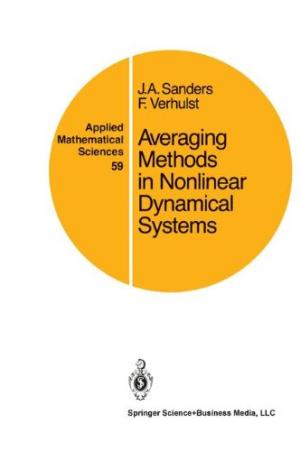 J.A. Sanders
F. Verhulst
Applied
Mathematical
Sciences
59
Averaging
Methods
in Nonlinear
Dynamical
Systems
Springer Science+Business Media, LLC